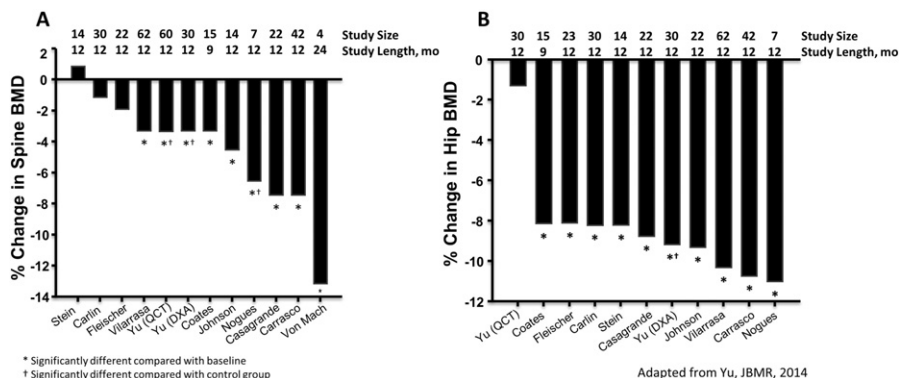 A
14 30 22 62 60 30 15 14 7 22 42 4 Study Size
12 12 12 12 12 12 9 12 12 12 12 24 Study Length, mo
% Change in Spine BMD
2
0
-2
-4
-6
-8
-10
-12
-14
* *† *† * * *† * * *
Stein Carlin Fleischer Vilarrasa Yu (QCT) Yu (DXA) Coates Johnson Nogues Casagrande Carrasco Von Mach
* Significantly different compared with baseline
† Significantly different compared with control group
B
30 15 23 30 14 22 30 22 62 42 7 Study Size
12 9 12 12 12 12 12 12 12 12 12 Study Length, mo
% Change in Hip BMD
0
-2
-4
-6
-8
-10
-12
* * * * * *† * * * *
Yu (QCT) Coates Fleischer Carlin Stein Casagrande Yu (DXA) Johnson Vilarrasa Carrasco Nogues
Adapted from Yu, JBMR, 2014